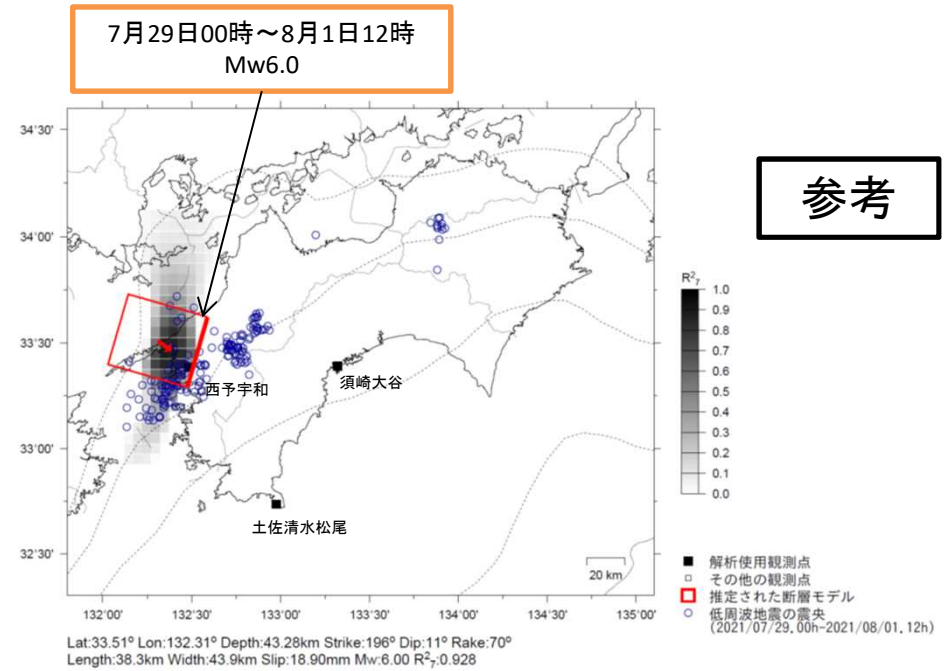 7月29日00時～8月1日12時
Mw6.0
参考
34˚30'
34˚00'
33˚30'
33˚00'
32˚30'
西予宇和
須崎大谷
土佐清水松尾
20 km
132˚00'
132˚30'
133˚00'
133˚30'
134˚00'
134˚30'
135˚00'
R²₇
1.0
0.9
0.8
0.7
0.6
0.5
0.4
0.3
0.2
0.1
0.0
解析使用観測点
その他の観測点
推定された断層モデル
低周波地震の震央
(2021/07/29,00h-2021/08/01,12h)
Lat:33.51º Lon:132.31º Depth:43.28km Strike:196º Dip:11º Rake:70º
Length:38.3km Width:43.9km Slip:18.90mm Mw:6.00 R²₇:0.928